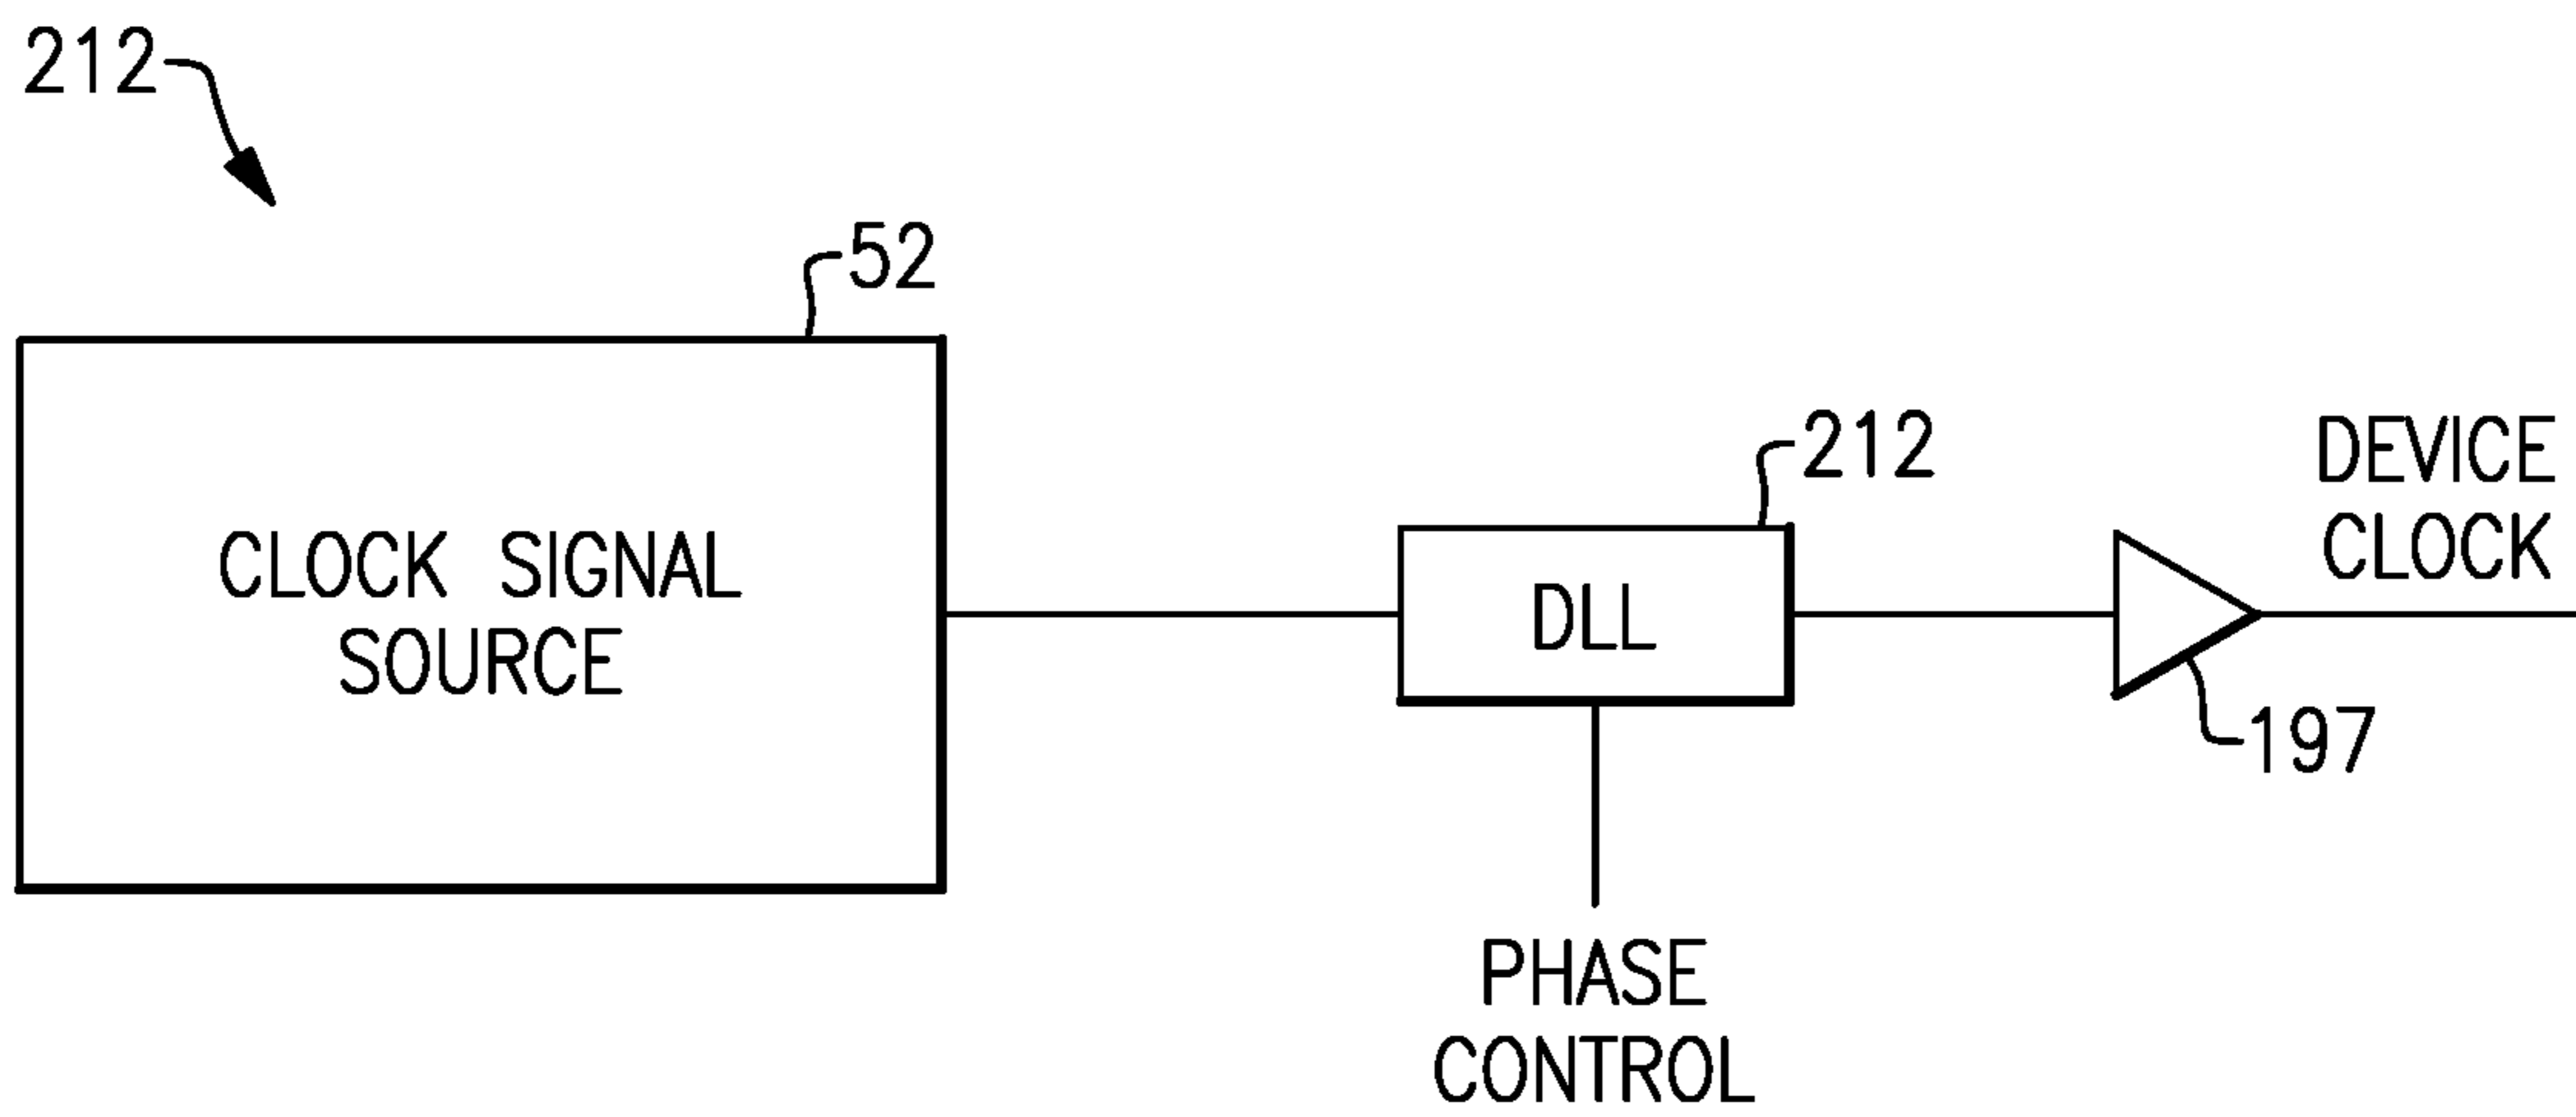 212
52
CLOCK SIGNAL
SOURCE
212
DLL
DEVICE
CLOCK
197
PHASE
CONTROL